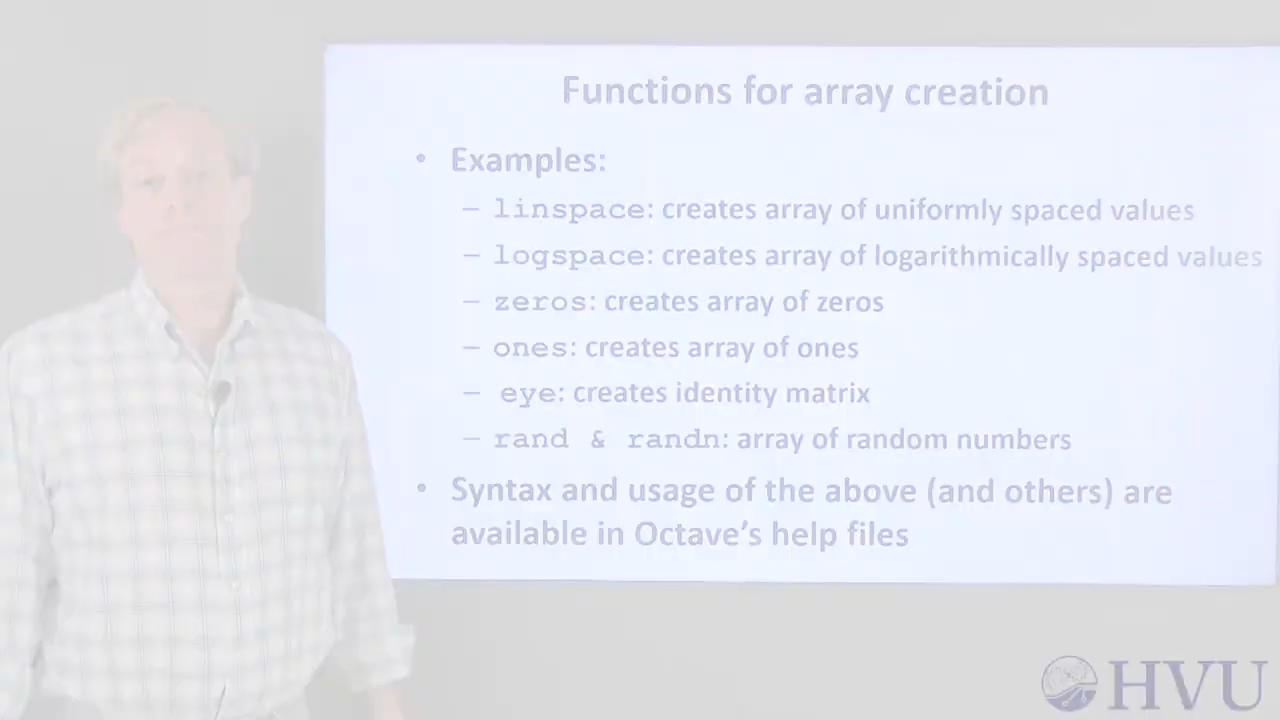 Functions for array creation
• Examples:
– linspace: creates array of uniformly spaced values
– logspace: creates array of logarithmically spaced values
– zeros: creates array of zeros
– ones: creates array of ones
– eye: creates identity matrix
– rand & randn: array of random numbers
• Syntax and usage of the above (and others) are
available in Octave’s help files
HVU